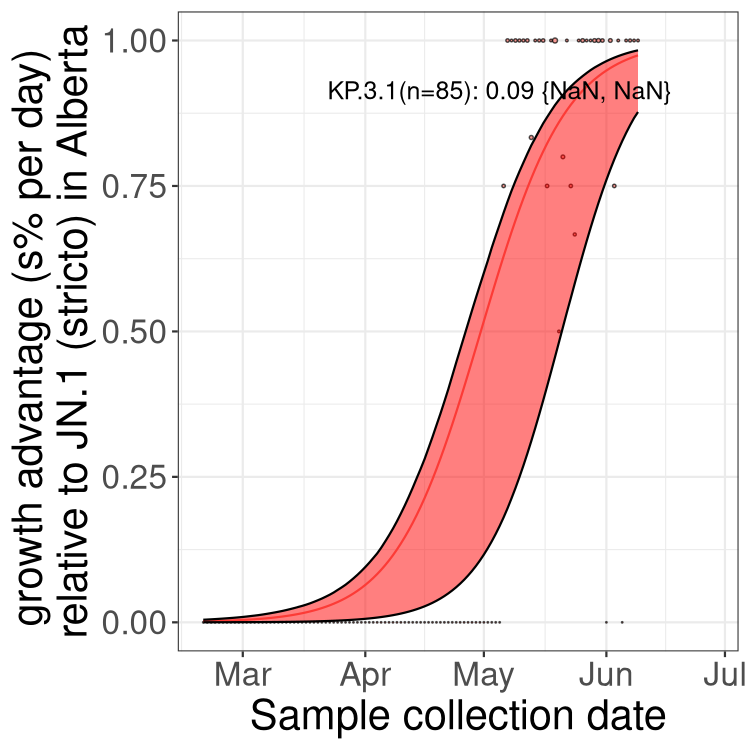 growth advantage (s% per day)
relative to JN.1 (stricto) in Alberta
1.00
0.75
0.50
0.25
0.00
KP.3.1(n=85): 0.09 {NaN, NaN}
Mar Apr May Jun Jul
Sample collection date